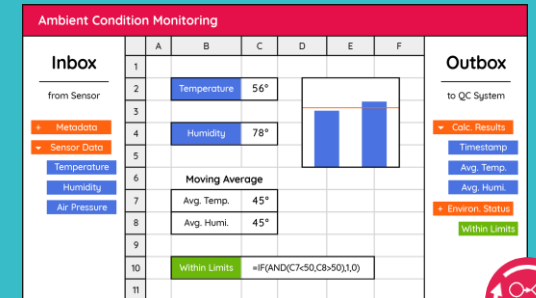 Ambient Condition Monitoring
Inbox
from Sensor
+ Metadata
Sensor Data
Temperature
Humidity
Air Pressure
A B C D E F
1
2 Temperature 56°
3
4 Humidity 78°
5
6 Moving Average
7 Avg. Temp. 45°
8 Avg. Humi. 45°
9
10 Within Limits =IF(AND(C7<50,C8>50),1,0)
11
Outbox
to QC System
Calc. Results
Timestamp
Avg. Temp.
Avg. Humi.
+ Environ. Status
Within Limits